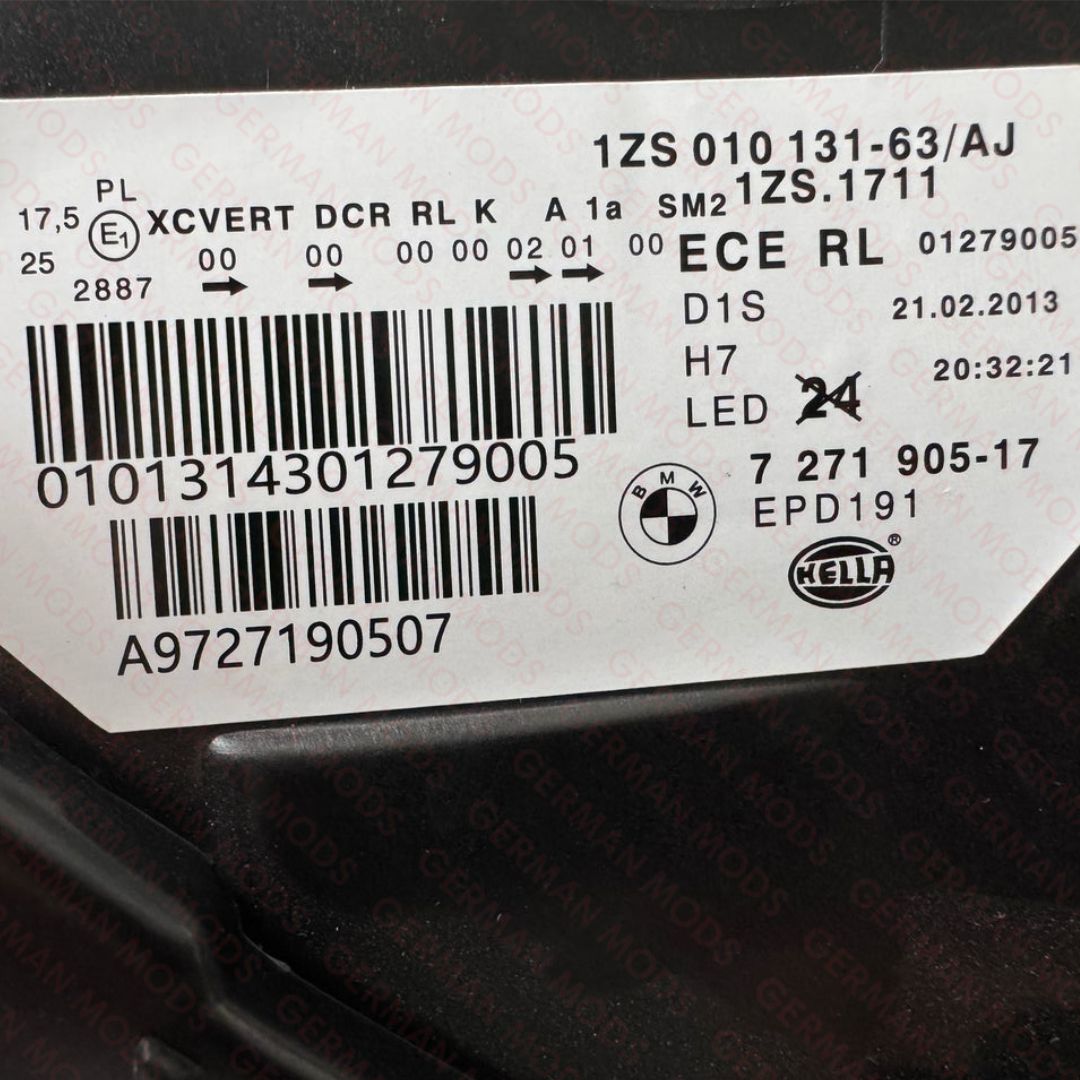 1ZS 010 131-63/AJ
PL
17,5 E1 XCVERT DCR RL K A 1a SM2 1ZS.1711
25 00 00 00 00 02 01 00 ECE RL 01279005
2887
D1S 21.02.2013
H7 20:32:21
LED 24
0101314301279005
7 271 905-17
BMW
EPD191
HELLA®
A9727190507
GERMAN MODS